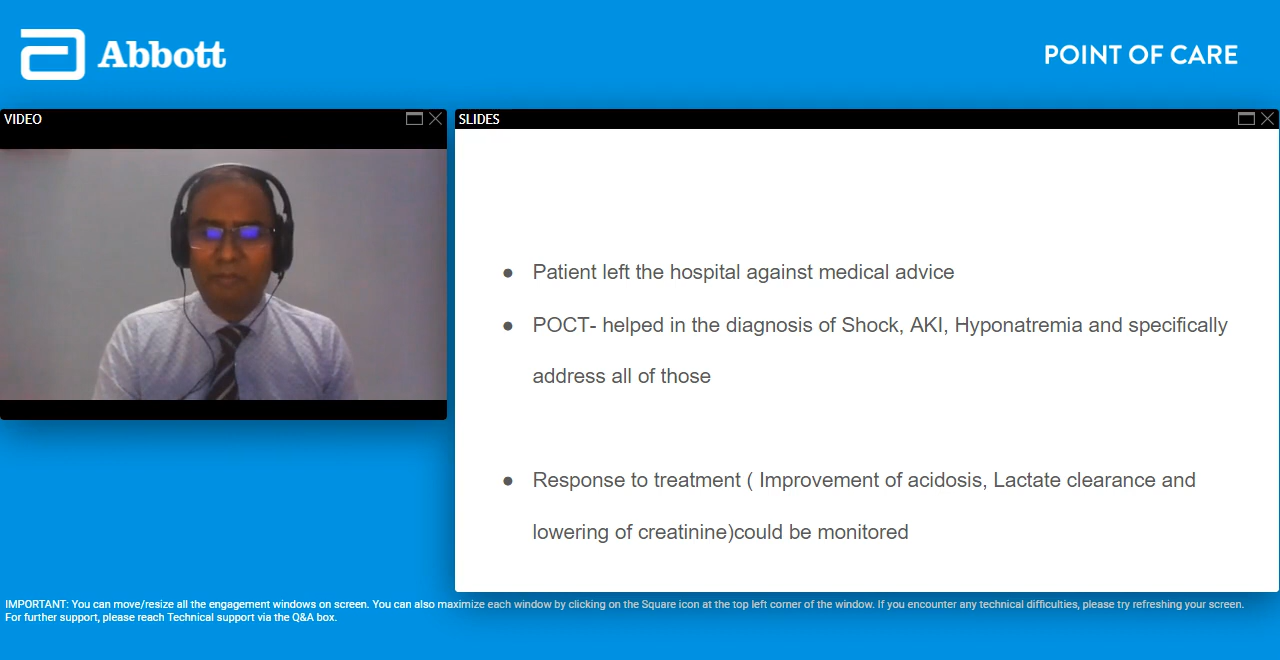 Abbott
POINT OF CARE
VIDEO
SLIDES
● Patient left the hospital against medical advice
● POCT- helped in the diagnosis of Shock, AKI, Hyponatremia and specifically
address all of those
● Response to treatment ( Improvement of acidosis, Lactate clearance and
lowering of creatinine)could be monitored
IMPORTANT: You can move/resize all the engagement windows on screen. You can also maximize each window by clicking on the Square icon at the top left corner of the window. If you encounter any technical difficulties, please try refreshing your screen.
For further support, please reach Technical support via the Q&A box.